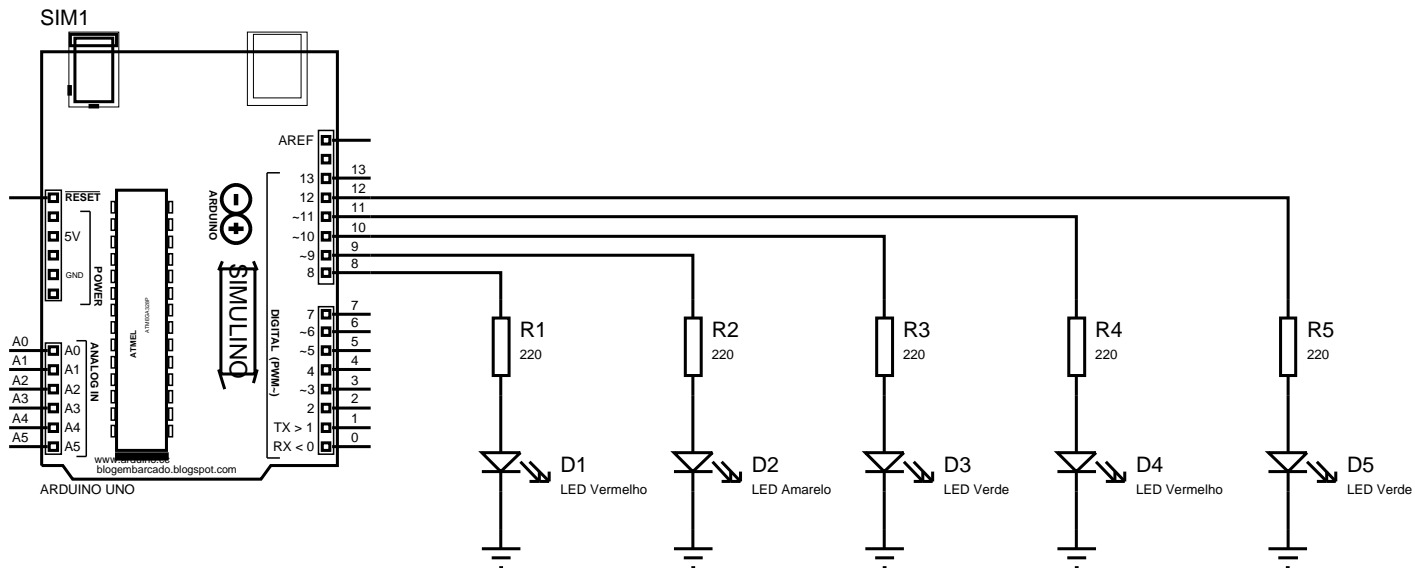 SIM1
AREF
13
13
12
12
~11
11
~10
10
~9
9
8
8
7
7
~6
6
~5
5
4
4
~3
3
2
2
TX > 1
1
RX < 0
0
DIGITAL (PWM~)
ARDUINO
SIMULINO
RESET
5V
GND
POWER
ATMEL
ATMEGA328P
A0
A0
A1
A1
A2
A2
A3
A3
A4
A4
A5
A5
ANALOG IN
blogembarcado.blogspot.com
ARDUINO UNO
R1
220
R2
220
R3
220
R4
220
R5
220
D1
LED Vermelho
D2
LED Amarelo
D3
LED Verde
D4
LED Vermelho
D5
LED Verde